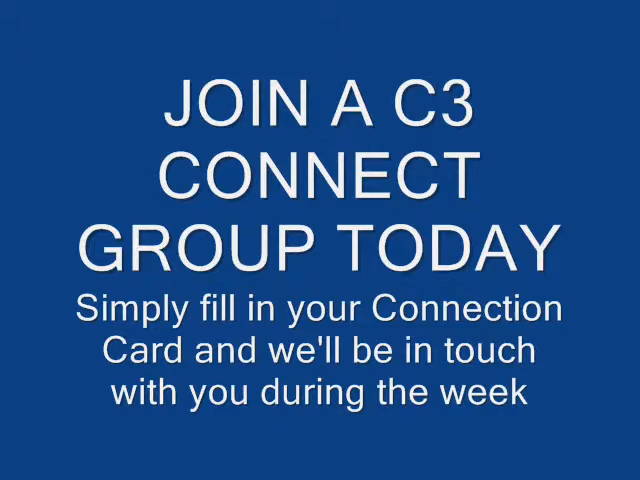 JOIN A C3
CONNECT
GROUP TODAY
Simply fill in your Connection
Card and we'll be in touch
with you during the week